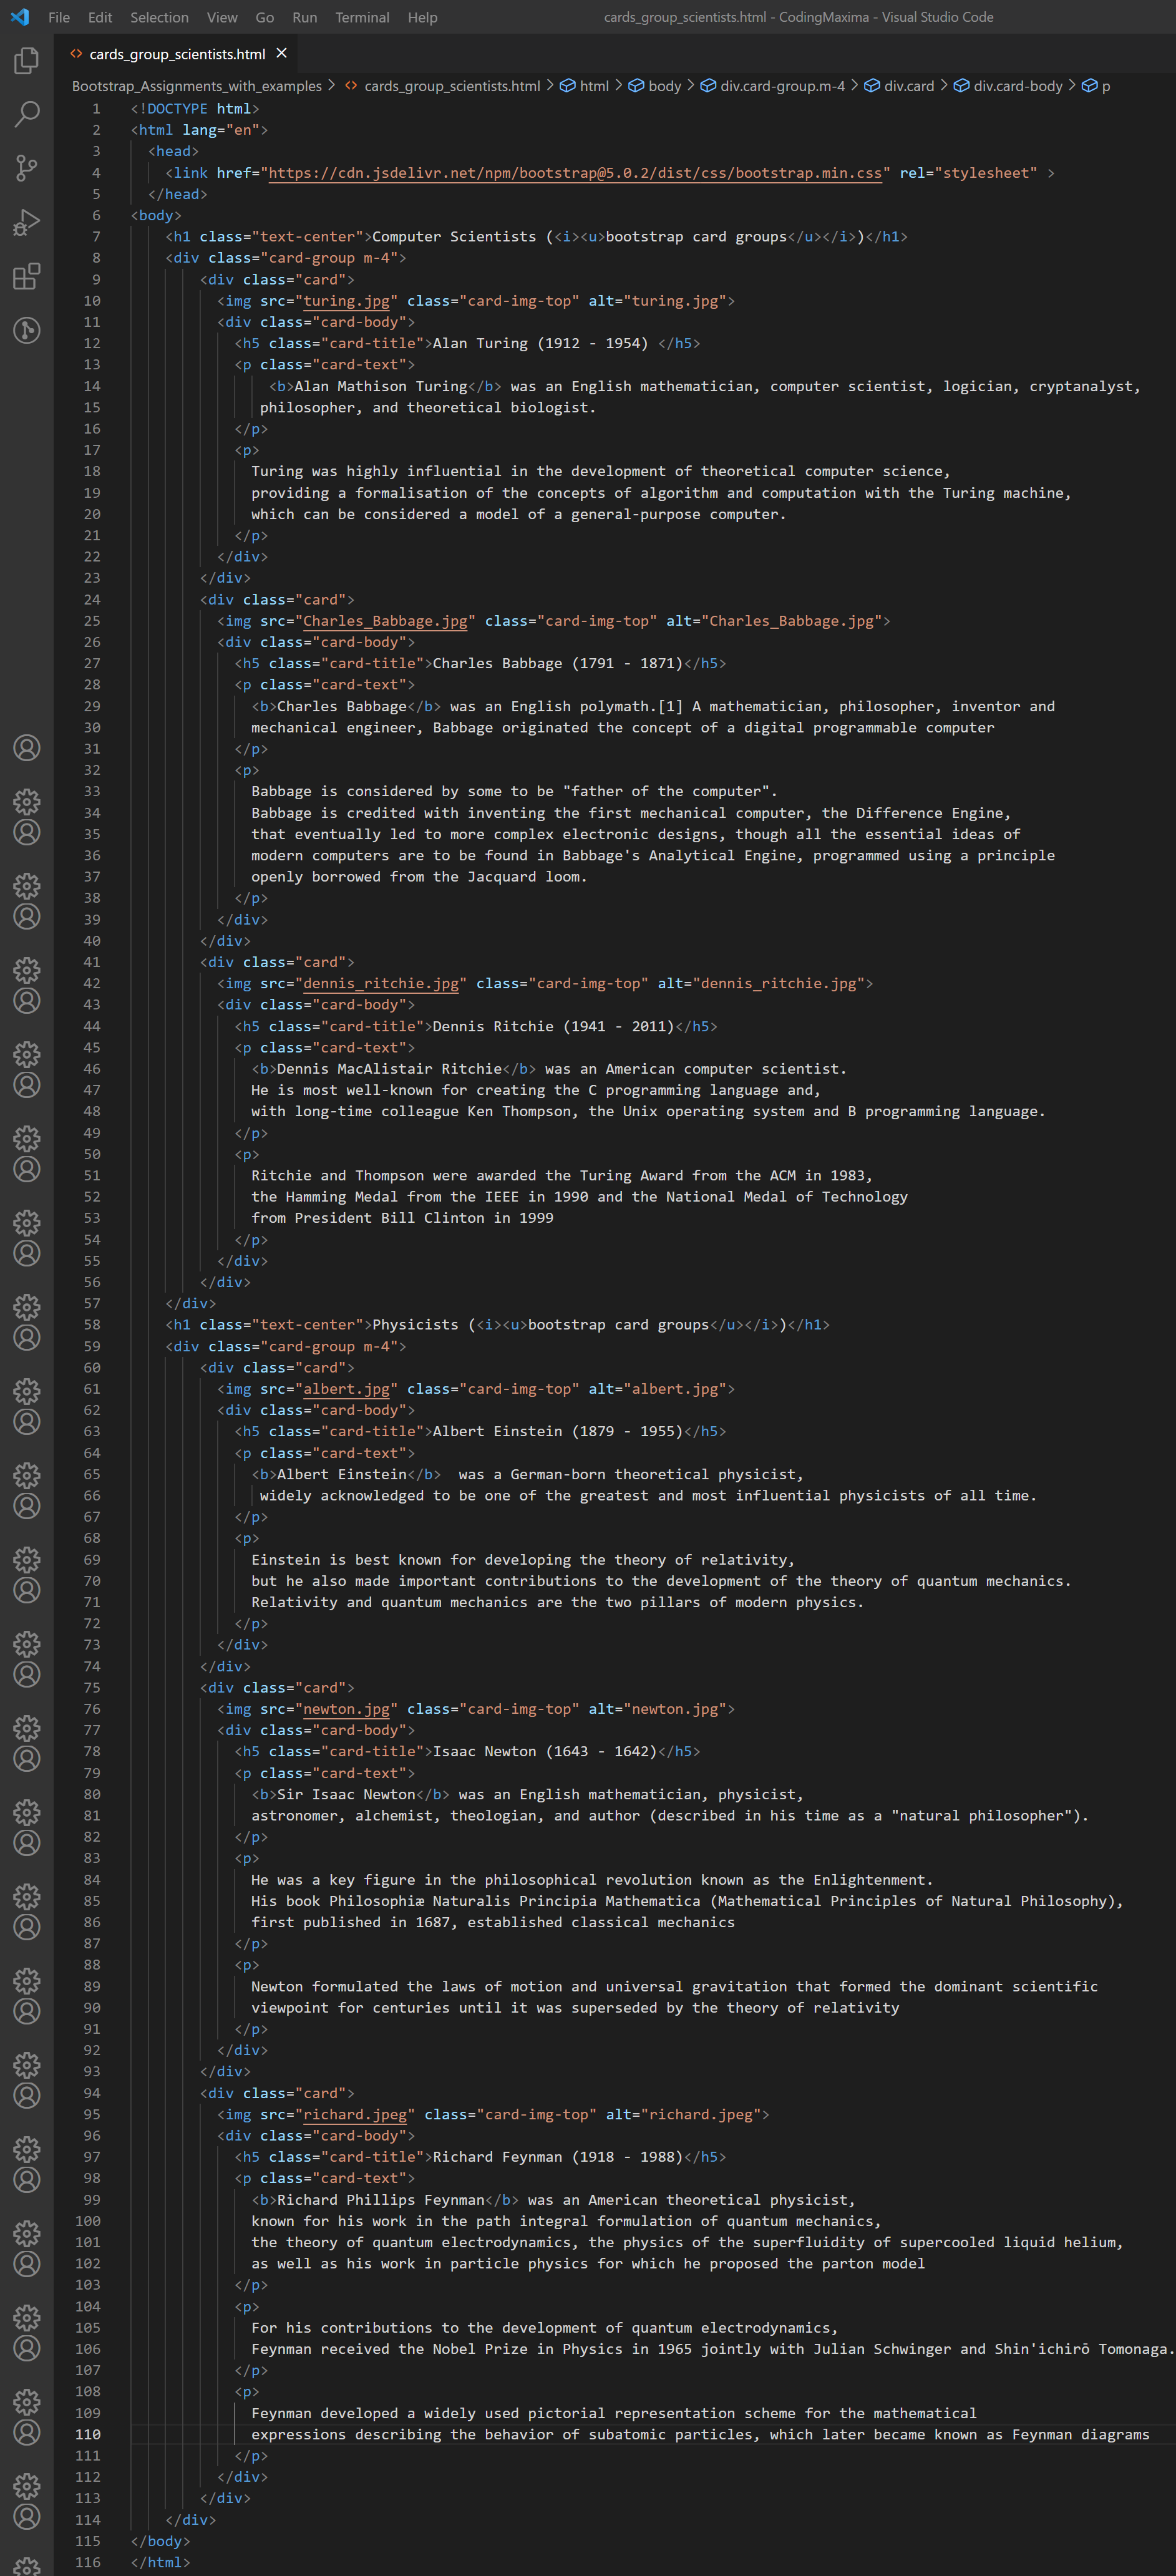 File Edit Selection View Go Run Terminal Help cards_group_scientists.html - CodingMaxima - Visual Studio Code
<> cards_group_scientists.html ×
Bootstrap_Assignments_with_examples > <> cards_group_scientists.html > html > body > div.card-group.m-4 > div.card > div.card-body > p
1 <!DOCTYPE html>
2 <html lang="en">
3 <head>
4 <link href="https://cdn.jsdelivr.net/npm/bootstrap@5.0.2/dist/css/bootstrap.min.css" rel="stylesheet" >
5 </head>
6 <body>
7 <h1 class="text-center">Computer Scientists (<i><u>bootstrap card groups</u></i>)</h1>
8 <div class="card-group m-4">
9 <div class="card">
10 <img src="turing.jpg" class="card-img-top" alt="turing.jpg">
11 <div class="card-body">
12 <h5 class="card-title">Alan Turing (1912 - 1954) </h5>
13 <p class="card-text">
14 <b>Alan Mathison Turing</b> was an English mathematician, computer scientist, logician, cryptanalyst,
15 philosopher, and theoretical biologist.
16 </p>
17 <p>
18 Turing was highly influential in the development of theoretical computer science,
19 providing a formalisation of the concepts of algorithm and computation with the Turing machine,
20 which can be considered a model of a general-purpose computer.
21 </p>
22 </div>
23 </div>
24 <div class="card">
25 <img src="Charles_Babbage.jpg" class="card-img-top" alt="Charles_Babbage.jpg">
26 <div class="card-body">
27 <h5 class="card-title">Charles Babbage (1791 - 1871)</h5>
28 <p class="card-text">
29 <b>Charles Babbage</b> was an English polymath.[1] A mathematician, philosopher, inventor and
30 mechanical engineer, Babbage originated the concept of a digital programmable computer
31 </p>
32 <p>
33 Babbage is considered by some to be "father of the computer".
34 Babbage is credited with inventing the first mechanical computer, the Difference Engine,
35 that eventually led to more complex electronic designs, though all the essential ideas of
36 modern computers are to be found in Babbage's Analytical Engine, programmed using a principle
37 openly borrowed from the Jacquard loom.
38 </p>
39 </div>
40 </div>
41 <div class="card">
42 <img src="dennis_ritchie.jpg" class="card-img-top" alt="dennis_ritchie.jpg">
43 <div class="card-body">
44 <h5 class="card-title">Dennis Ritchie (1941 - 2011)</h5>
45 <p class="card-text">
46 <b>Dennis MacAlistair Ritchie</b> was an American computer scientist.
47 He is most well-known for creating the C programming language and,
48 with long-time colleague Ken Thompson, the Unix operating system and B programming language.
49 </p>
50 <p>
51 Ritchie and Thompson were awarded the Turing Award from the ACM in 1983,
52 the Hamming Medal from the IEEE in 1990 and the National Medal of Technology
53 from President Bill Clinton in 1999
54 </p>
55 </div>
56 </div>
57 </div>
58 <h1 class="text-center">Physicists (<i><u>bootstrap card groups</u></i>)</h1>
59 <div class="card-group m-4">
60 <div class="card">
61 <img src="albert.jpg" class="card-img-top" alt="albert.jpg">
62 <div class="card-body">
63 <h5 class="card-title">Albert Einstein (1879 - 1955)</h5>
64 <p class="card-text">
65 <b>Albert Einstein</b>  was a German-born theoretical physicist,
66 widely acknowledged to be one of the greatest and most influential physicists of all time.
67 </p>
68 <p>
69 Einstein is best known for developing the theory of relativity,
70 but he also made important contributions to the development of the theory of quantum mechanics.
71 Relativity and quantum mechanics are the two pillars of modern physics.
72 </p>
73 </div>
74 </div>
75 <div class="card">
76 <img src="newton.jpg" class="card-img-top" alt="newton.jpg">
77 <div class="card-body">
78 <h5 class="card-title">Isaac Newton (1643 - 1642)</h5>
79 <p class="card-text">
80 <b>Sir Isaac Newton</b> was an English mathematician, physicist,
81 astronomer, alchemist, theologian, and author (described in his time as a "natural philosopher").
82 </p>
83 <p>
84 He was a key figure in the philosophical revolution known as the Enlightenment.
85 His book Philosophiæ Naturalis Principia Mathematica (Mathematical Principles of Natural Philosophy),
86 first published in 1687, established classical mechanics
87 </p>
88 <p>
89 Newton formulated the laws of motion and universal gravitation that formed the dominant scientific
90 viewpoint for centuries until it was superseded by the theory of relativity
91 </p>
92 </div>
93 </div>
94 <div class="card">
95 <img src="richard.jpeg" class="card-img-top" alt="richard.jpeg">
96 <div class="card-body">
97 <h5 class="card-title">Richard Feynman (1918 - 1988)</h5>
98 <p class="card-text">
99 <b>Richard Phillips Feynman</b> was an American theoretical physicist,
100 known for his work in the path integral formulation of quantum mechanics,
101 the theory of quantum electrodynamics, the physics of the superfluidity of supercooled liquid helium,
102 as well as his work in particle physics for which he proposed the parton model
103 </p>
104 <p>
105 For his contributions to the development of quantum electrodynamics,
106 Feynman received the Nobel Prize in Physics in 1965 jointly with Julian Schwinger and Shin'ichirō Tomonaga.
107 </p>
108 <p>
109 Feynman developed a widely used pictorial representation scheme for the mathematical
110 expressions describing the behavior of subatomic particles, which later became known as Feynman diagrams
111 </p>
112 </div>
113 </div>
114 </div>
115 </body>
116 </html>